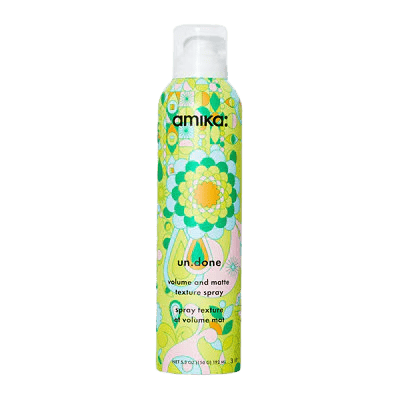 amika:
un.done
volume and matte
texture spray
spray texture
et volume mat